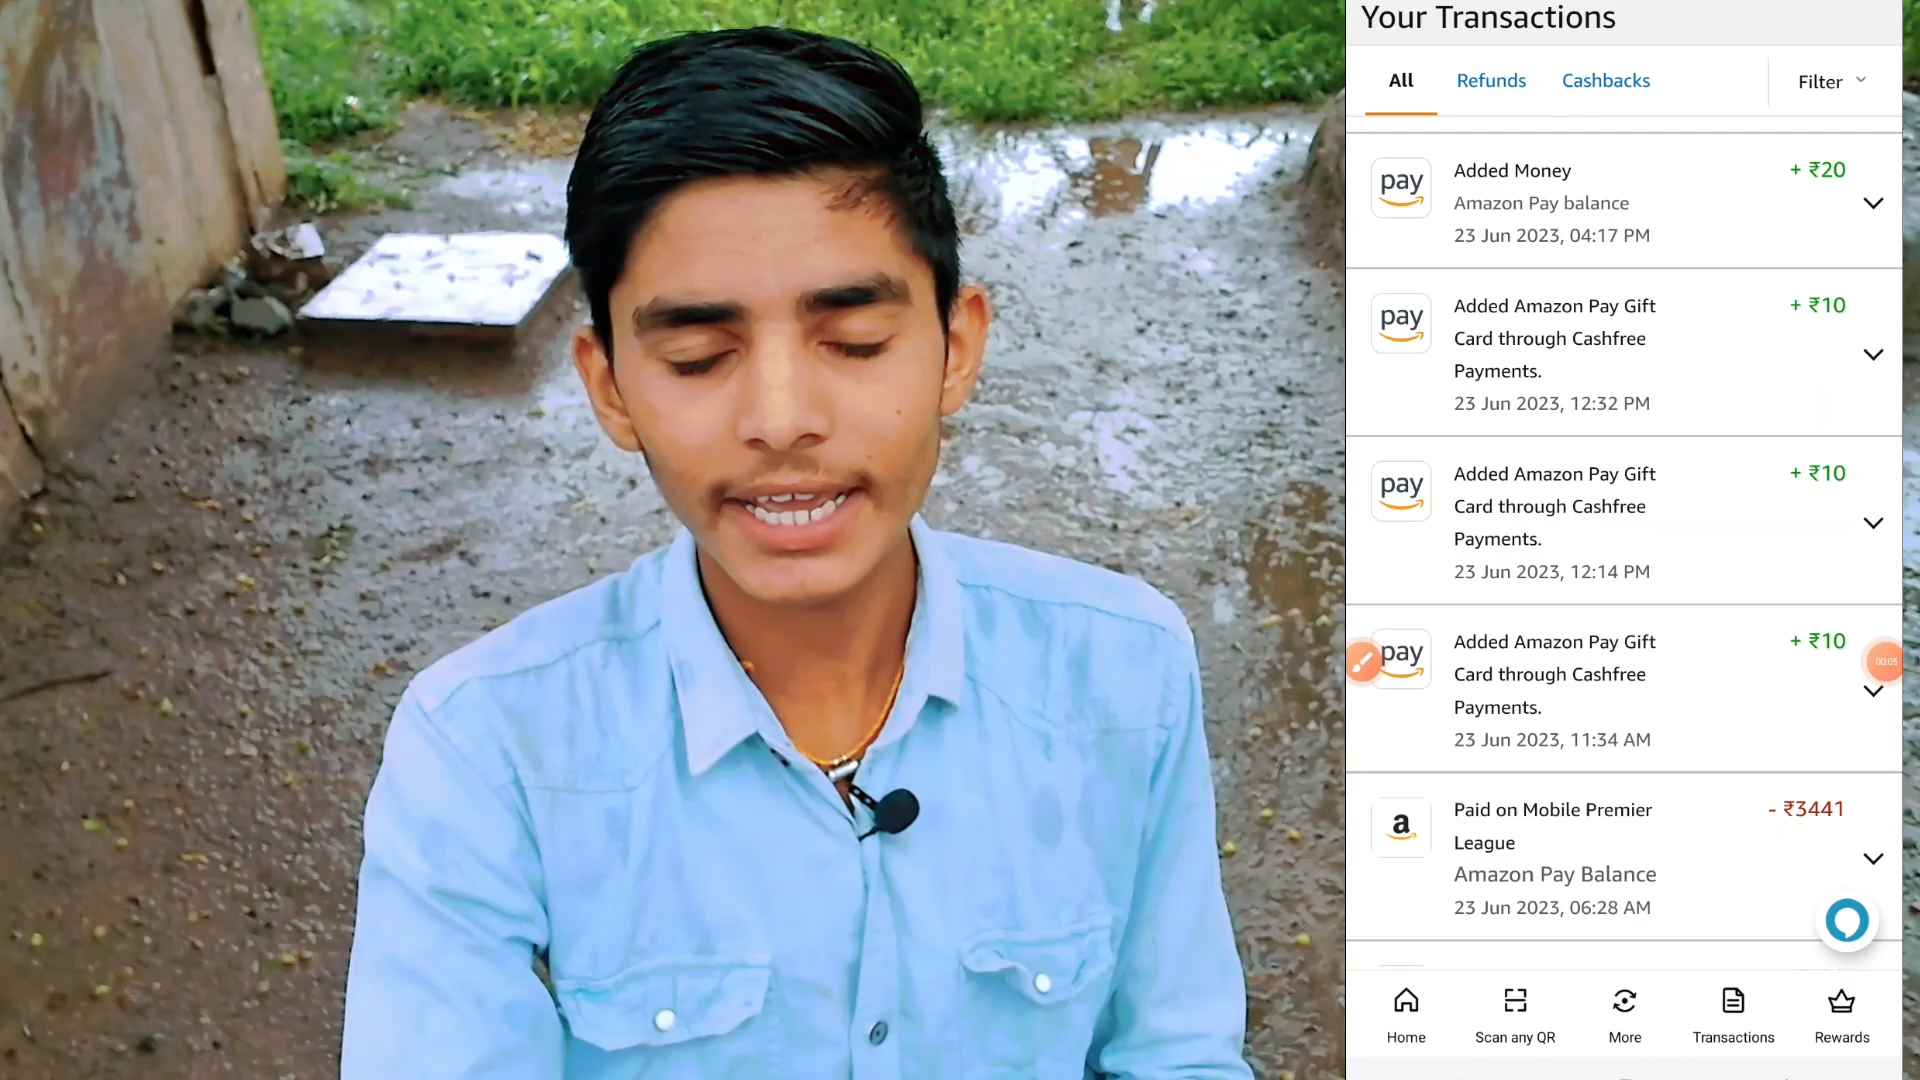 Your Transactions
All Refunds Cashbacks Filter
pay Added Money + ₹20
Amazon Pay balance
23 Jun 2023, 04:17 PM
pay Added Amazon Pay Gift + ₹10
Card through Cashfree
Payments.
23 Jun 2023, 12:32 PM
pay Added Amazon Pay Gift + ₹10
Card through Cashfree
Payments.
23 Jun 2023, 12:14 PM
pay Added Amazon Pay Gift + ₹10
Card through Cashfree
Payments.
23 Jun 2023, 11:34 AM
00:05
a Paid on Mobile Premier - ₹3441
League
Amazon Pay Balance
23 Jun 2023, 06:28 AM
Home Scan any QR More Transactions Rewards